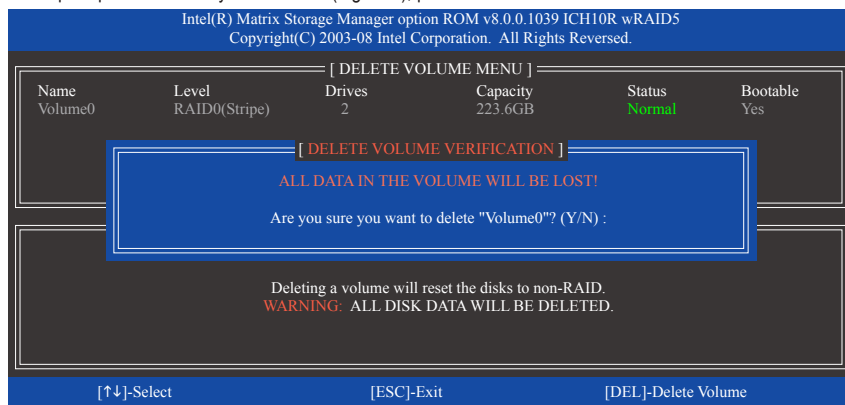 Intel(R) Matrix Storage Manager option ROM v8.0.0.1039 ICH10R wRAID5
Copyright(C) 2003-08 Intel Corporation. All Rights Reversed.
[ DELETE VOLUME MENU ]
Name Level Drives Capacity Status Bootable
Volume0 RAID0(Stripe) 2 223.6GB Normal Yes
[ DELETE VOLUME VERIFICATION ]
ALL DATA IN THE VOLUME WILL BE LOST!
Are you sure you want to delete "Volume0"? (Y/N) :
Deleting a volume will reset the disks to non-RAID.
WARNING: ALL DISK DATA WILL BE DELETED.
[↑↓]-Select [ESC]-Exit [DEL]-Delete Volume